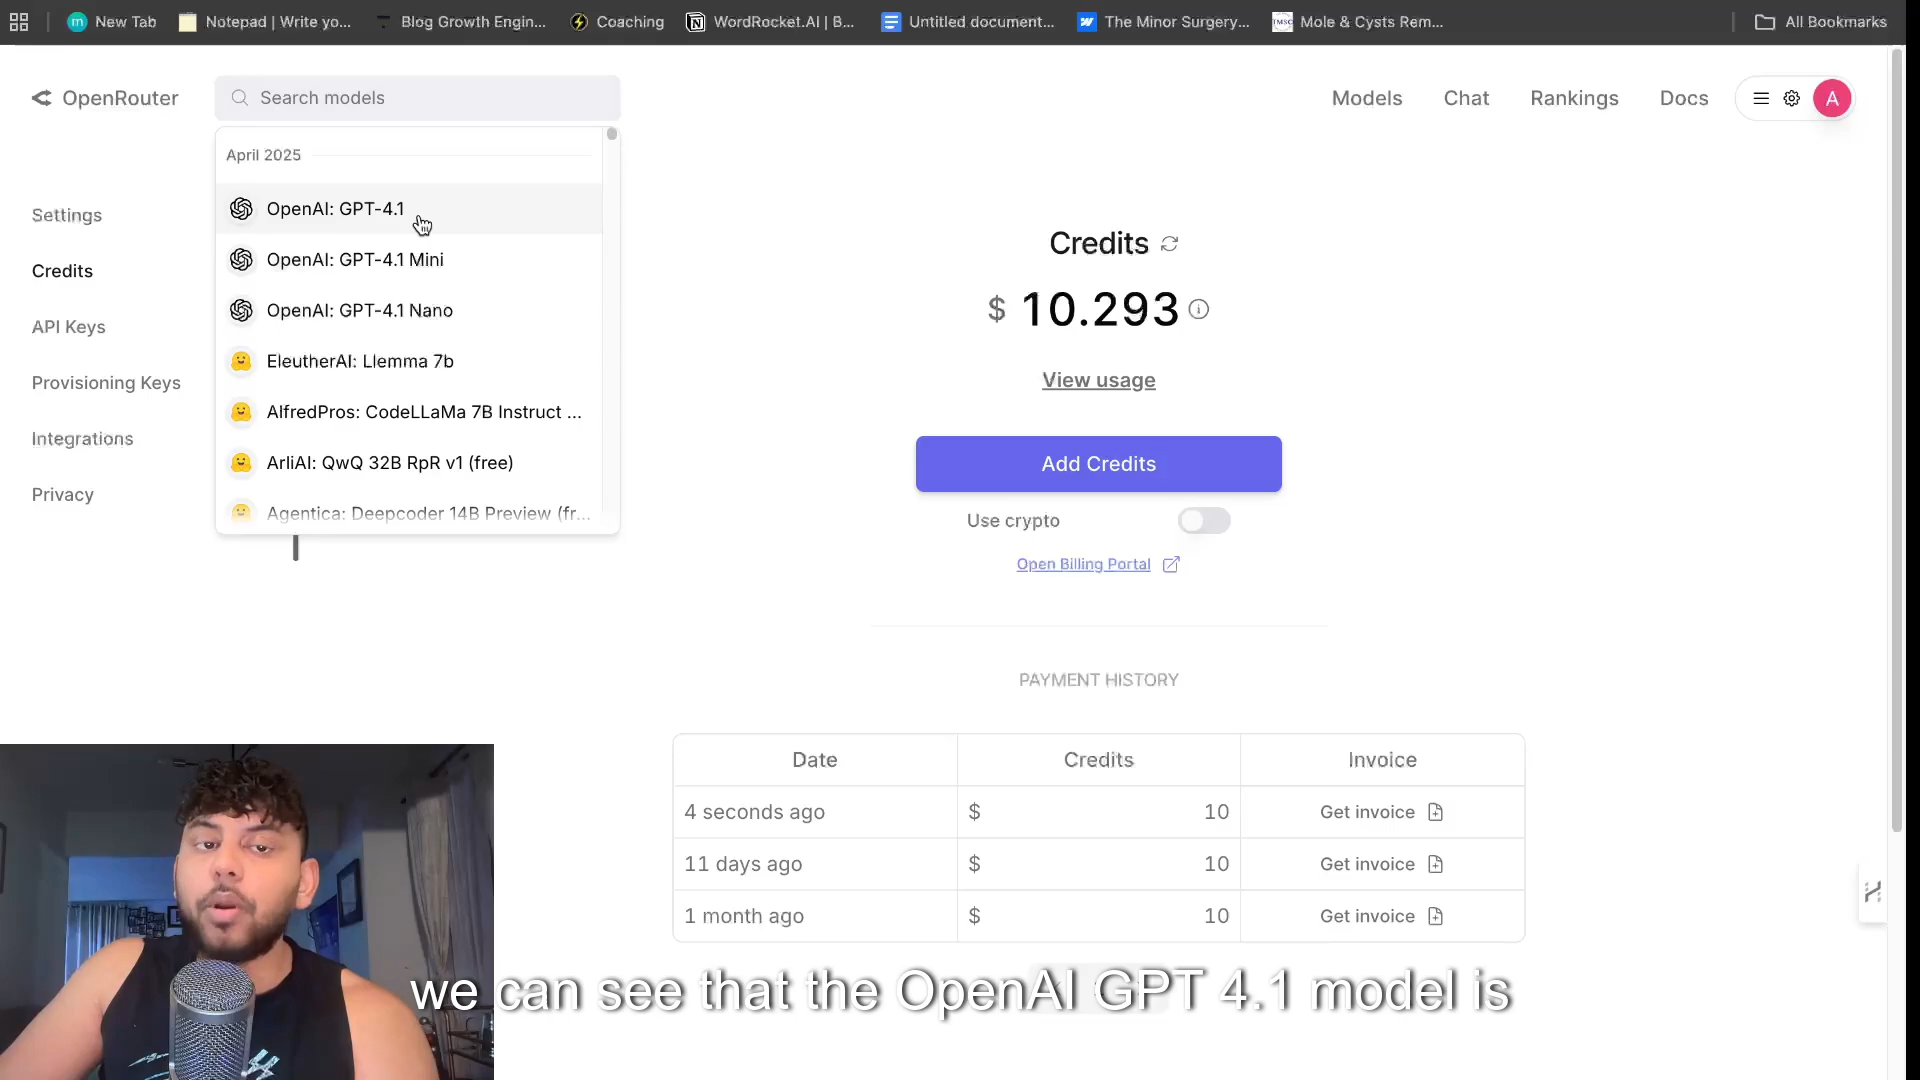 New Tab
Notepad | Write yo...
Blog Growth Engin...
Coaching
WordRocket.AI | B...
Untitled document...
The Minor Surgery...
Mole & Cysts Rem...
All Bookmarks
OpenRouter
Search models
Models
Chat
Rankings
Docs
A
Settings
Credits
API Keys
Provisioning Keys
Integrations
Privacy
April 2025
OpenAI: GPT-4.1
OpenAI: GPT-4.1 Mini
OpenAI: GPT-4.1 Nano
EleutherAI: Llemma 7b
AlfredPros: CodeLLaMa 7B Instruct ...
ArliAI: QwQ 32B RpR v1 (free)
Agentica: Deepcoder 14B Preview (fr...
Credits
$ 10.293
View usage
Add Credits
Use crypto
Open Billing Portal
PAYMENT HISTORY
Date Credits Invoice
4 seconds ago $ 10 Get invoice
11 days ago $ 10 Get invoice
1 month ago $ 10 Get invoice
we can see that the OpenAI GPT 4.1 model is